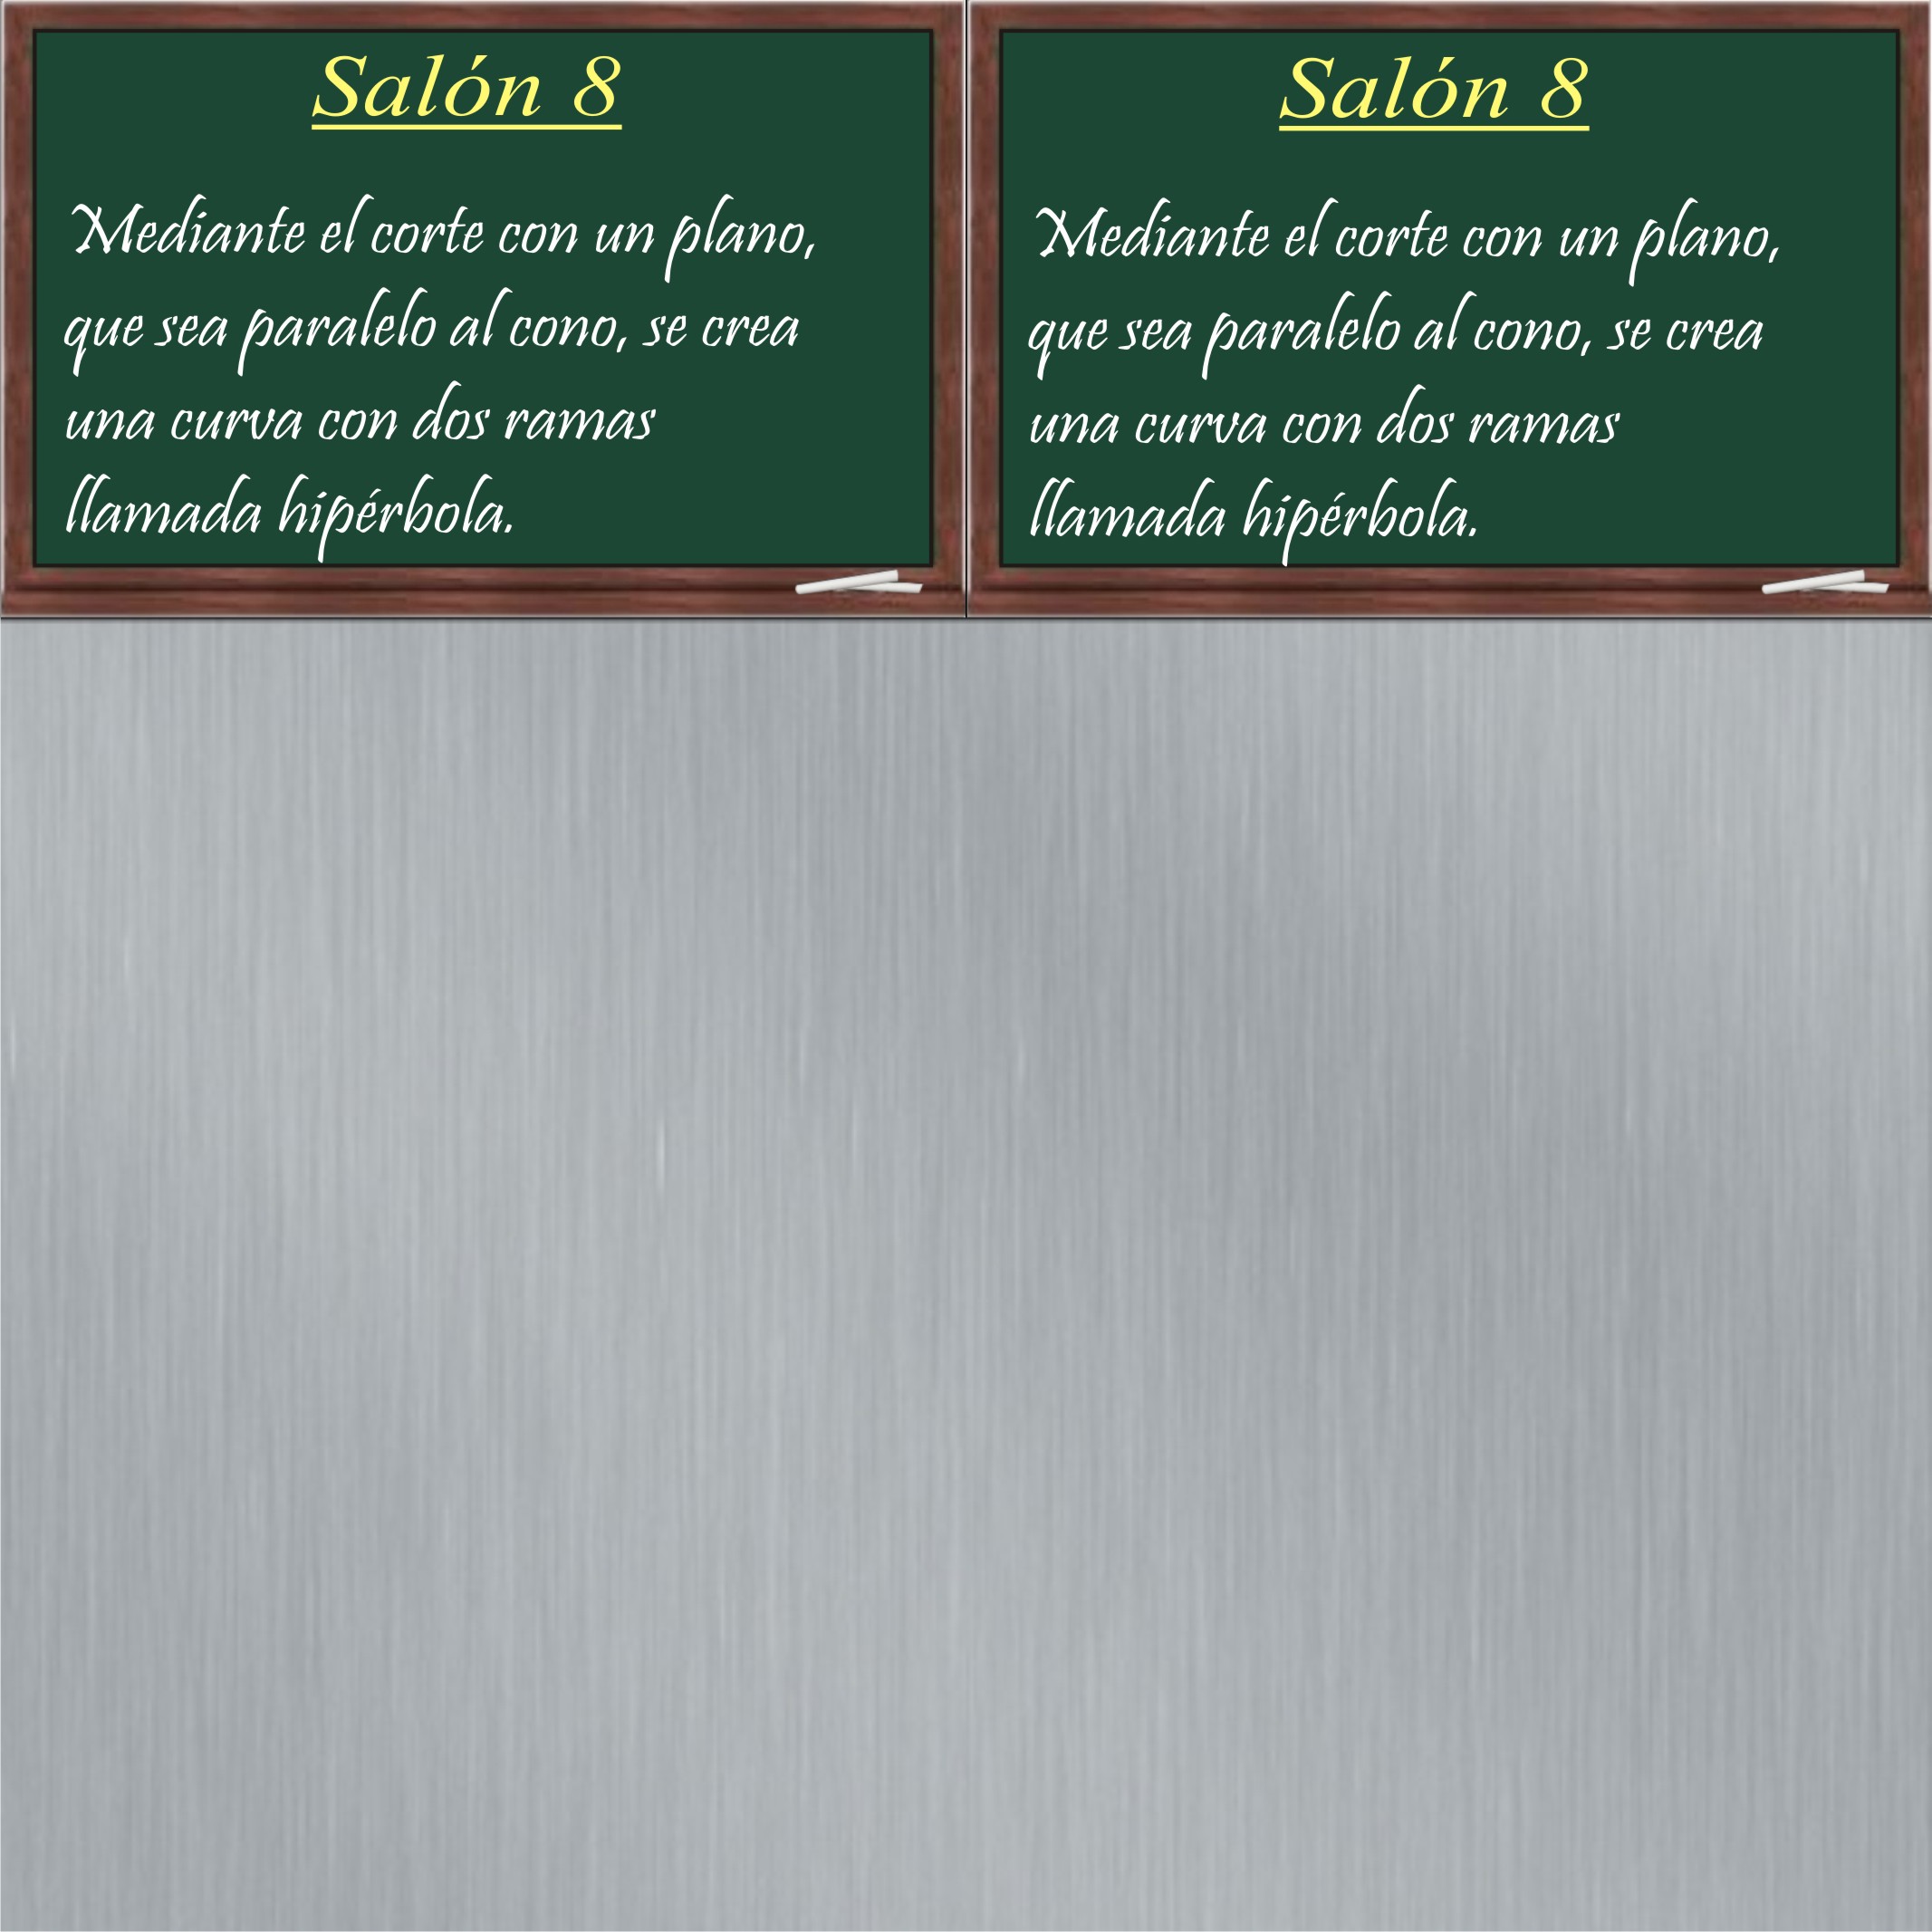 Salón 8
Mediante el corte con un plano,
que sea paralelo al cono, se crea
una curva con dos ramas
llamada hipérbola.
Salón 8
Mediante el corte con un plano,
que sea paralelo al cono, se crea
una curva con dos ramas
llamada hipérbola.